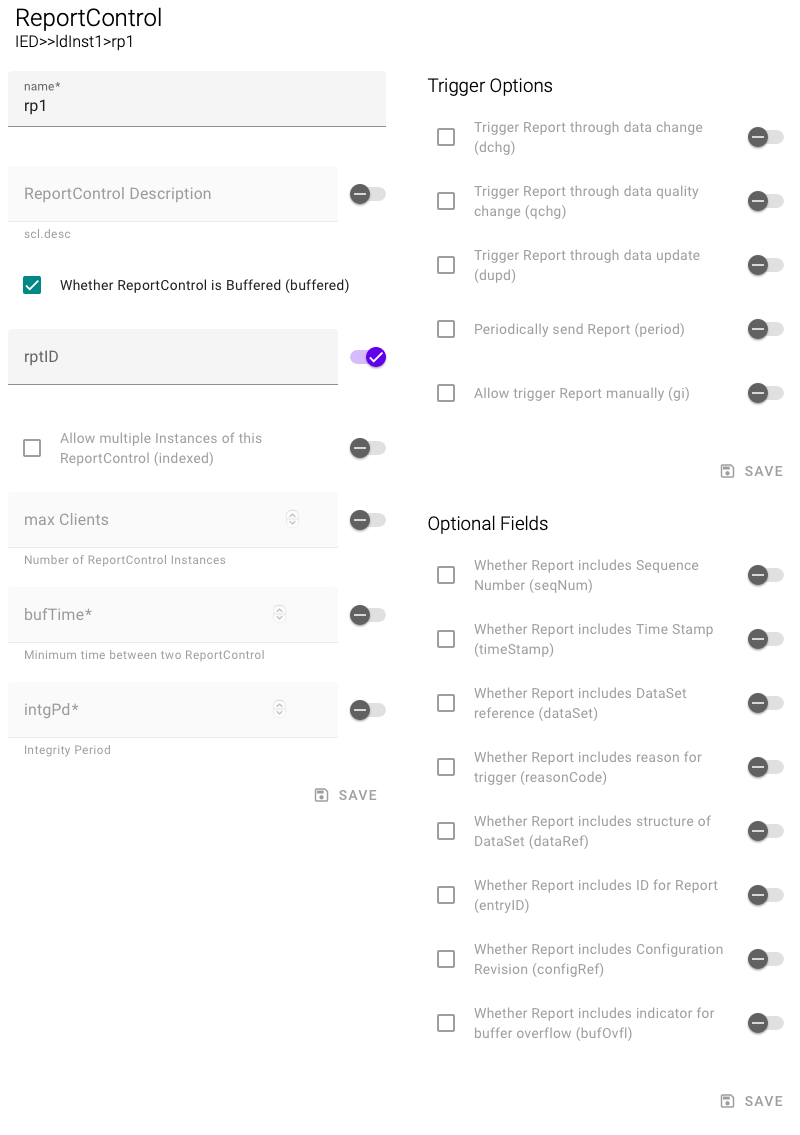 ReportControl
IED>>ldInst1>rp1
name*
rp1
ReportControl Description
scl.desc
Whether ReportControl is Buffered (buffered)
rptID
Allow multiple Instances of this
ReportControl (indexed)
max Clients
Number of ReportControl Instances
bufTime*
Minimum time between two ReportControl
intgPd*
Integrity Period
SAVE
Trigger Options
Trigger Report through data change
(dchg)
Trigger Report through data quality
change (qchg)
Trigger Report through data update
(dupd)
Periodically send Report (period)
Allow trigger Report manually (gi)
SAVE
Optional Fields
Whether Report includes Sequence
Number (seqNum)
Whether Report includes Time Stamp
(timeStamp)
Whether Report includes DataSet
reference (dataSet)
Whether Report includes reason for
trigger (reasonCode)
Whether Report includes structure of
DataSet (dataRef)
Whether Report includes ID for Report
(entryID)
Whether Report includes Configuration
Revision (configRef)
Whether Report includes indicator for
buffer overflow (bufOvfl)
SAVE